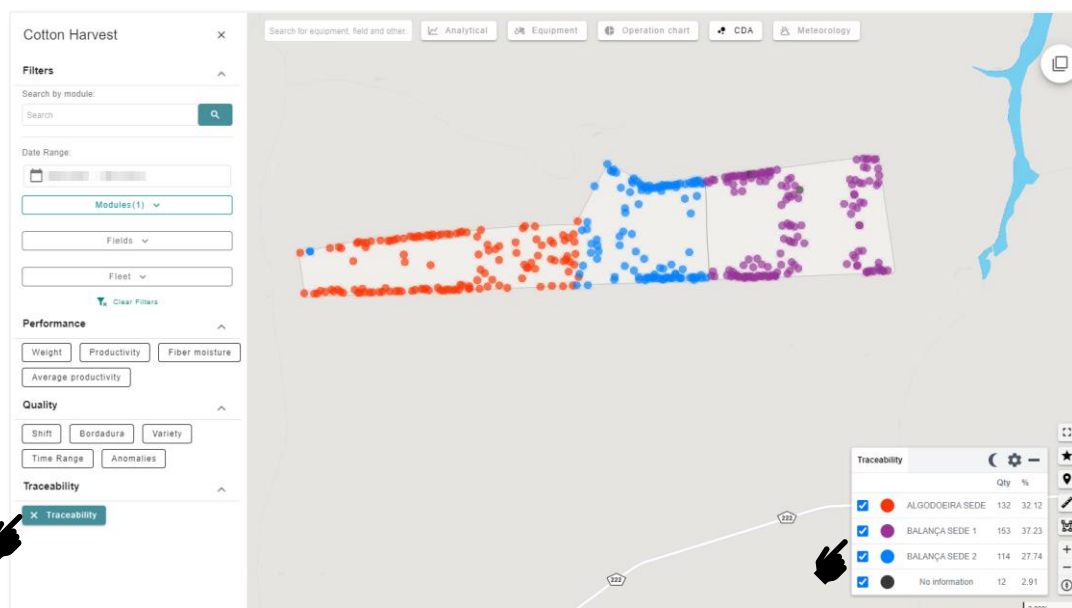 Cotton Harvest
Search for equipment, field and other.
Analytical
Equipment
Operation chart
CDA
Meteorology
Filters
Search by module:
Search
Date Range:
Modules(1)
Fields
Fleet
Clear Filters
Performance
Weight Productivity Fiber moisture
Average productivity
Quality
Shift Bordadura Variety
Time Range Anomalies
Traceability
× Traceability
222
222
Traceability
Qty %
ALGODOEIRA SEDE 132 32.12
BALANÇA SEDE 1 153 37.23
BALANÇA SEDE 2 114 27.74
No information 12 2.91